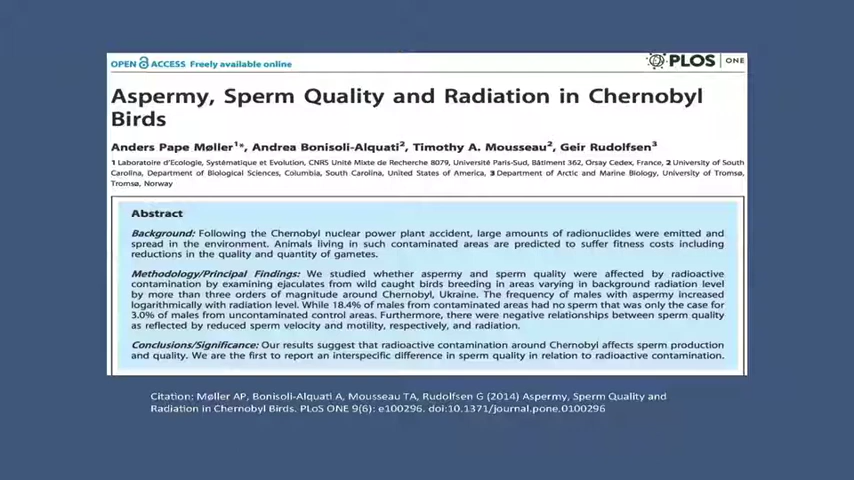 OPEN ACCESS Freely available online
PLOS | ONE
Aspermy, Sperm Quality and Radiation in Chernobyl
Birds
Anders Pape Møller1*, Andrea Bonisoli-Alquati2, Timothy A. Mousseau2, Geir Rudolfsen3
1 Laboratoire d'Ecologie, Systématique et Evolution, CNRS Unité Mixte de Recherche 8079, Université Paris-Sud, Bâtiment 362, Orsay Cedex, France, 2 University of South
Carolina, Department of Biological Sciences, Columbia, South Carolina, United States of America, 3 Department of Arctic and Marine Biology, University of Tromsø,
Tromsø, Norway
Abstract
Background: Following the Chernobyl nuclear power plant accident, large amounts of radionuclides were emitted and
spread in the environment. Animals living in such contaminated areas are predicted to suffer fitness costs including
reductions in the quality and quantity of gametes.
Methodology/Principal Findings: We studied whether aspermy and sperm quality were affected by radioactive
contamination by examining ejaculates from wild caught birds breeding in areas varying in background radiation level
by more than three orders of magnitude around Chernobyl, Ukraine. The frequency of males with aspermy increased
logarithmically with radiation level. While 18.4% of males from contaminated areas had no sperm that was only the case for
3.0% of males from uncontaminated control areas. Furthermore, there were negative relationships between sperm quality
as reflected by reduced sperm velocity and motility, respectively, and radiation.
Conclusions/Significance: Our results suggest that radioactive contamination around Chernobyl affects sperm production
and quality. We are the first to report an interspecific difference in sperm quality in relation to radioactive contamination.
Citation: Møller AP, Bonisoli-Alquati A, Mousseau TA, Rudolfsen G (2014) Aspermy, Sperm Quality and
Radiation in Chernobyl Birds. PLoS ONE 9(6): e100296. doi:10.1371/journal.pone.0100296